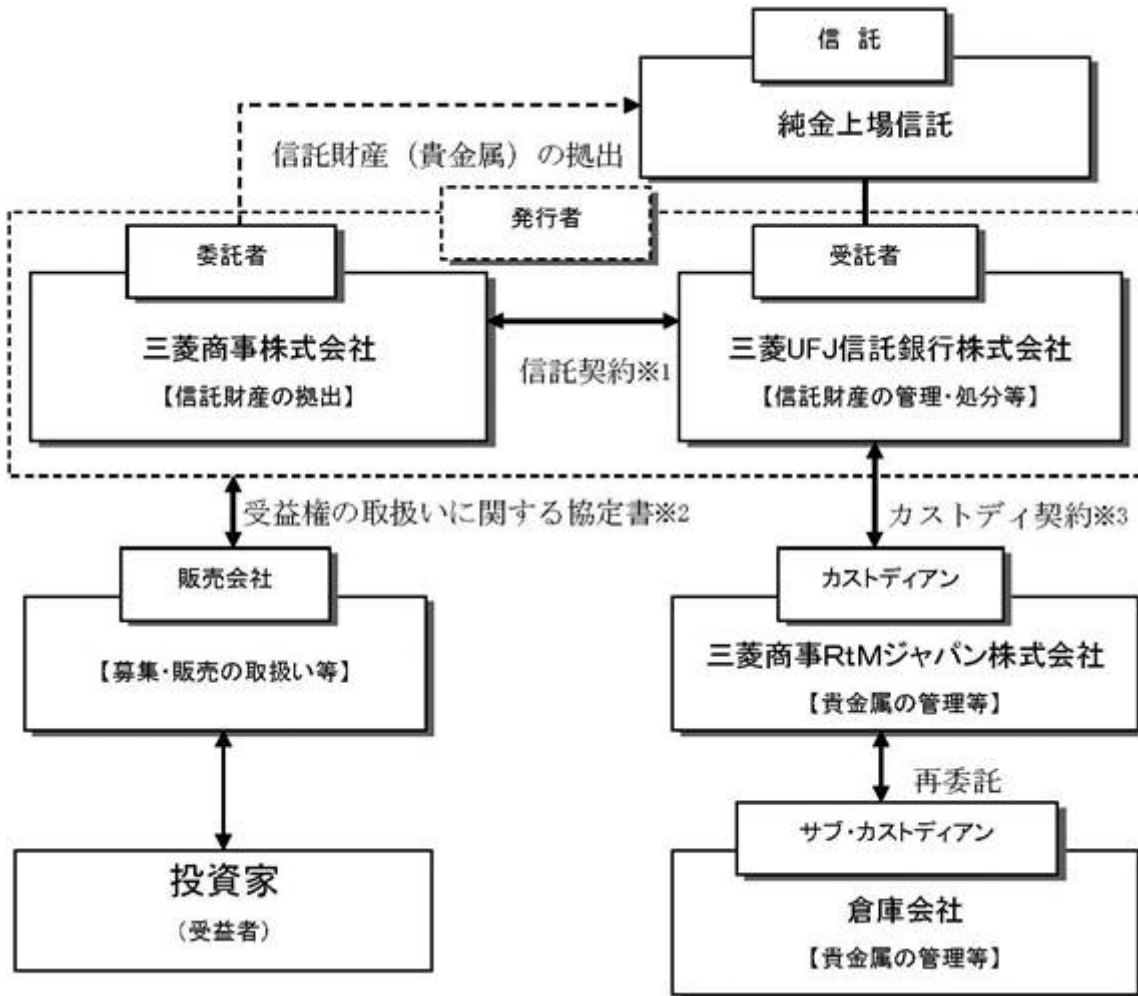 信 託
純金上場信託
信託財産（貴金属）の拠出
発行者
委託者
三菱商事株式会社
【信託財産の拠出】
信託契約※1
受託者
三菱UFJ信託銀行株式会社
【信託財産の管理・処分等】
受益権の取扱いに関する協定書※2
カストディ契約※3
販売会社
【募集・販売の取扱い等】
カストディアン
三菱商事RtMジャパン株式会社
【貴金属の管理等】
再委託
投資家
（受益者）
サブ・カストディアン
倉庫会社
【貴金属の管理等】